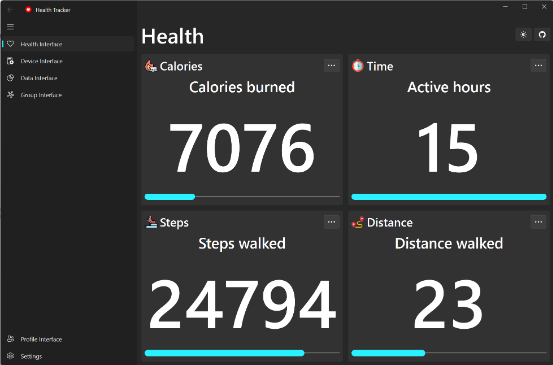 Health Tracker
Health Interface
Device Interface
Data Interface
Group Interface
Profile Interface
Settings
Health
Calories
...
Calories burned
7076
Time
...
Active hours
15
Steps
...
Steps walked
24794
Distance
...
Distance walked
23